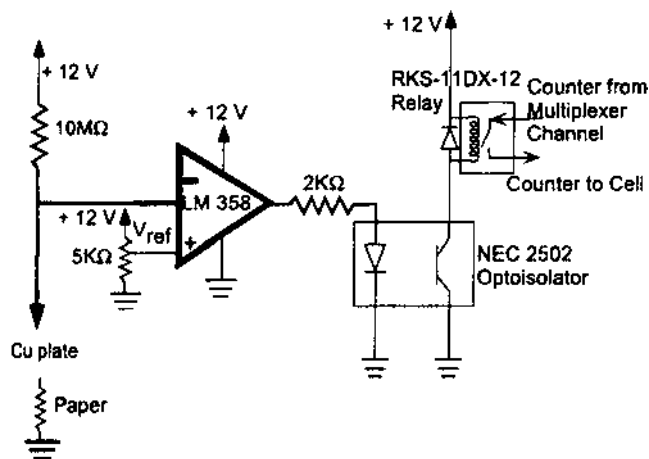 + 12 V
+ 12 V
RKS-11DX-12
Relay
Counter from
Multiplexer
Channel
Counter to Cell
10MΩ
+ 12 V
LM 358
2KΩ
+ 12 V
Vref
5KΩ
+
NEC 2502
Optoisolator
Cu plate
Paper